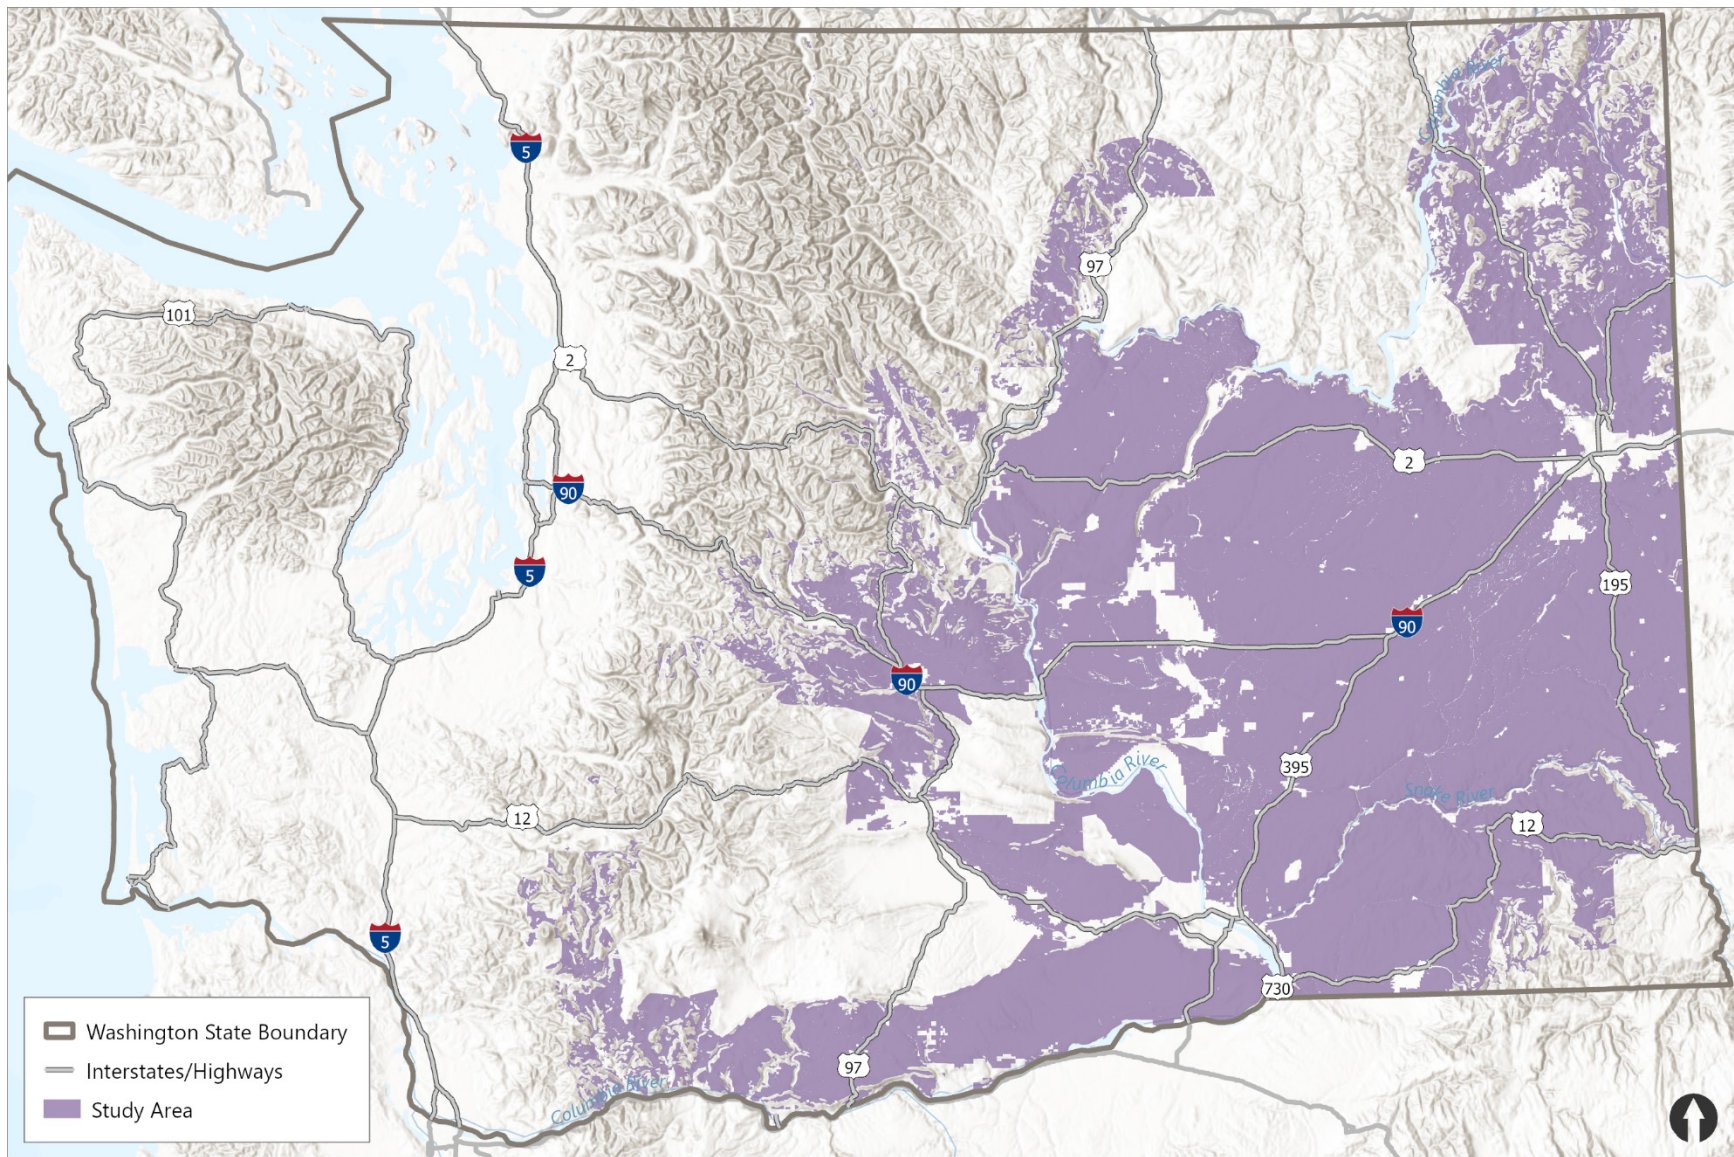 Columbia River
5
97
101
2
2
90
5
195
90
90
Columbia River
395
Snake River
12
12
5
730
97
Columbia River
Washington State Boundary
Interstates/Highways
Study Area